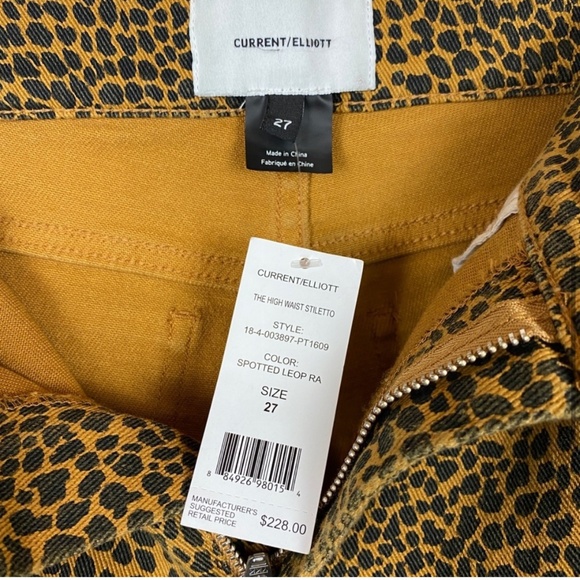 CURRENT/ELLIOTT
27
Made in China
Fabriqué en Chine
CURRENT/ELLIOTT
THE HIGH WAIST STILETTO
STYLE:
18-4-003897-PT1609
COLOR:
SPOTTED LEOP RA
SIZE
27
8 84926 98015 4
MANUFACTURER'S
SUGGESTED
RETAIL PRICE
$228.00